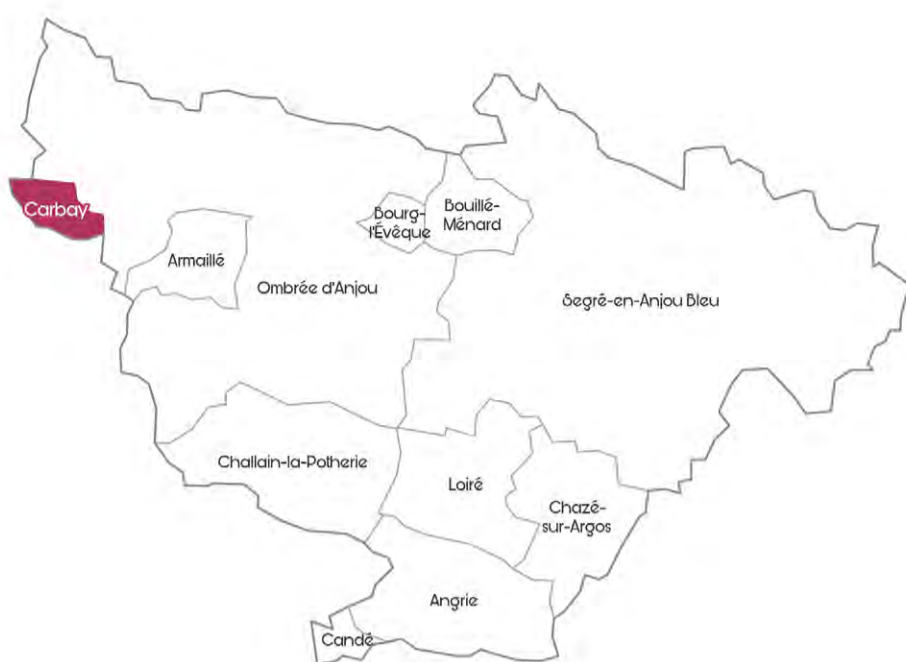 Carbay
Bourg-
l'Évêque
Bouillé-
Ménard
Armaillé
Ombrée d'Anjou
Segré-en-Anjou Bleu
Challain-la-Potherie
Loiré
Chazé-
sur-Argos
Angrie
Candé